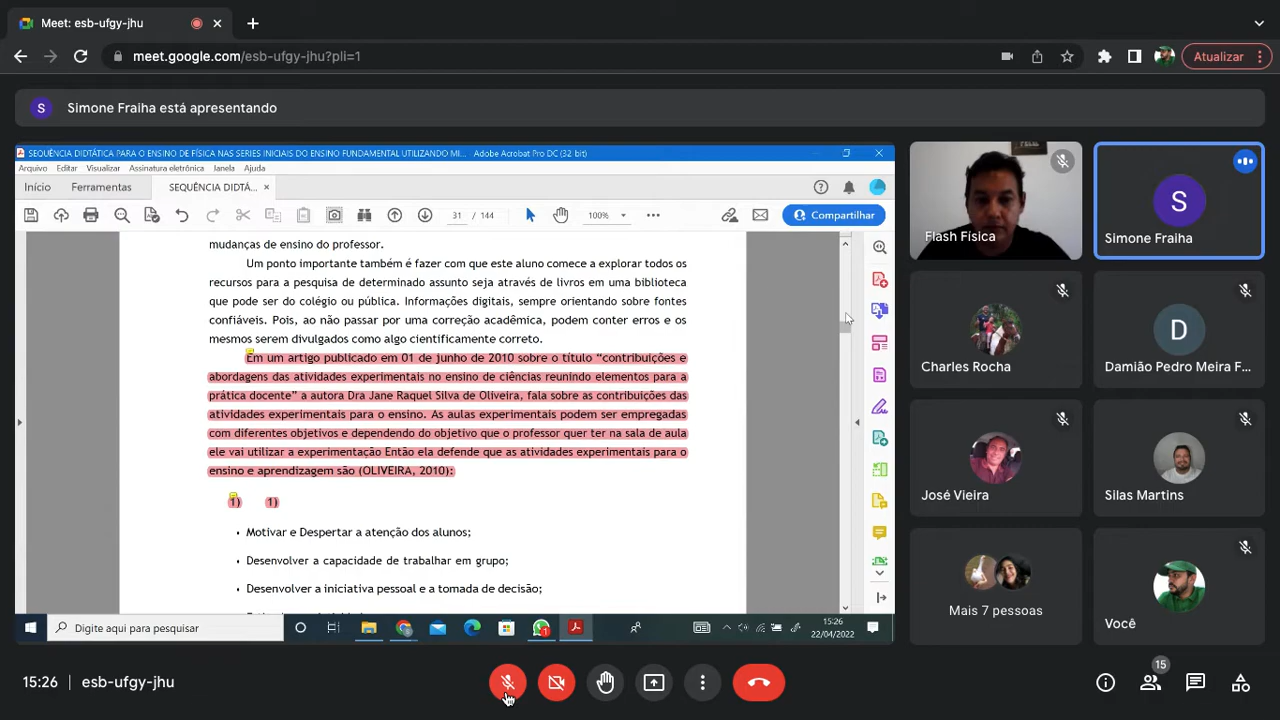 Meet: esb-ufgy-jhu
meet.google.com/esb-ufgy-jhu?pli=1
Atualizar
S
Simone Fraiha está apresentando
SEQUÊNCIA DIDTÁTICA PARA O ENSINO DE FÍSICA NAS SERIES INICIAIS DO ENSINO FUNDAMENTAL UTILIZANDO MI... - Adobe Acrobat Pro DC (32 bit)
Arquivo Editar Visualizar Assinatura eletrônica Janela Ajuda
Início Ferramentas SEQUÊNCIA DIDTÁ...
31 / 144 100% Compartilhar
mudanças de ensino do professor.
Um ponto importante também é fazer com que este aluno comece a explorar todos os
recursos para a pesquisa de determinado assunto seja através de livros em uma biblioteca
que pode ser do colégio ou pública. Informações digitais, sempre orientando sobre fontes
confiáveis. Pois, ao não passar por uma correção acadêmica, podem conter erros e os
mesmos serem divulgados como algo cientificamente correto.
Em um artigo publicado em 01 de junho de 2010 sobre o título “contribuições e
abordagens das atividades experimentais no ensino de ciências reunindo elementos para a
prática docente” a autora Dra Jane Raquel Silva de Oliveira, fala sobre as contribuições das
atividades experimentais para o ensino. As aulas experimentais podem ser empregadas
com diferentes objetivos e dependendo do objetivo que o professor quer ter na sala de aula
ele vai utilizar a experimentação Então ela defende que as atividades experimentais para o
ensino e aprendizagem são (OLIVEIRA, 2010):
1) 1)
• Motivar e Despertar a atenção dos alunos;
• Desenvolver a capacidade de trabalhar em grupo;
• Desenvolver a iniciativa pessoal e a tomada de decisão;
Digite aqui para pesquisar
15:26
22/04/2022
Flash Física
S
Simone Fraiha
Charles Rocha
D
Damião Pedro Meira F...
José Vieira
Silas Martins
Mais 7 pessoas
Você
15:26 | esb-ufgy-jhu
15